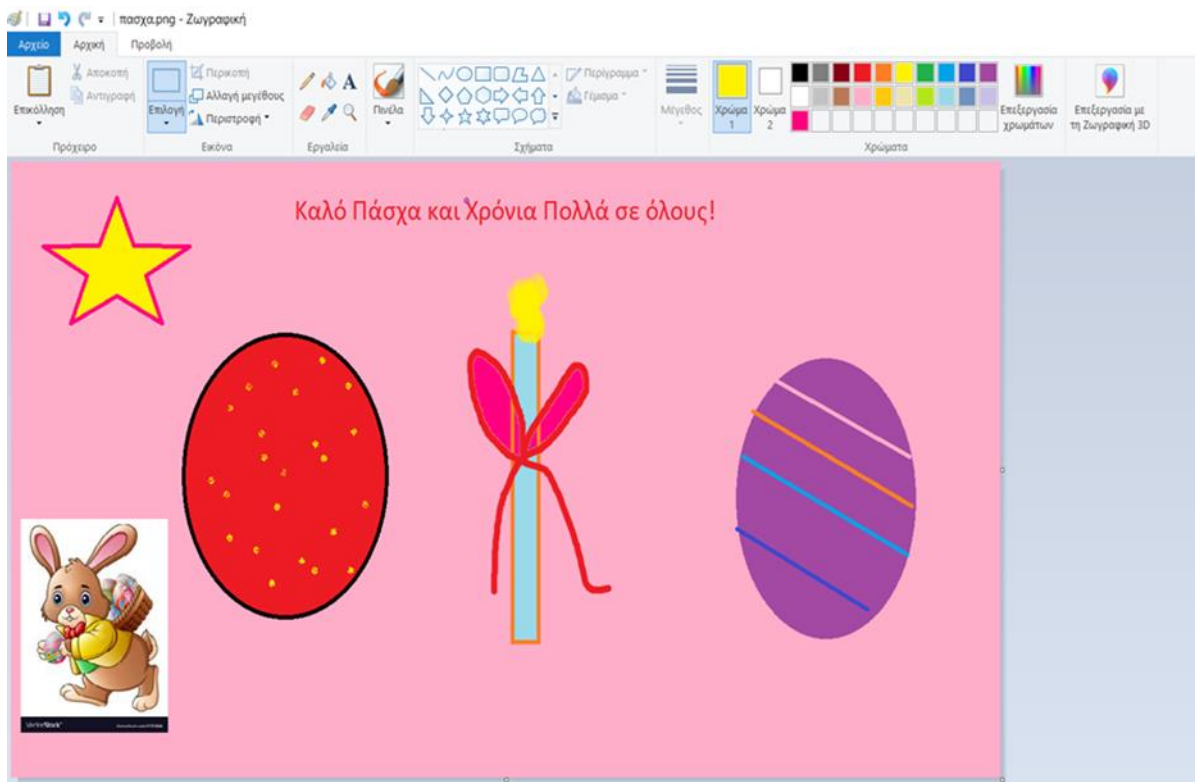 πασχα.png - Ζωγραφική
Αρχείο Αρχική Προβολή
Επικόλληση
Αποκοπή
Αντιγραφή
Πρόχειρο
Επιλογή
Περικοπή
Αλλαγή μεγέθους
Περιστροφή
Εικόνα
A
Εργαλεία
Πινέλα
Περίγραμμα
Γέμισμα
Σχήματα
Μέγεθος
Χρώμα
1
Χρώμα
2
Επεξεργασία
χρωμάτων
Χρώματα
Επεξεργασία με
τη Ζωγραφική 3D
Καλό Πάσχα και Χρόνια Πολλά σε όλους!
VectorStock